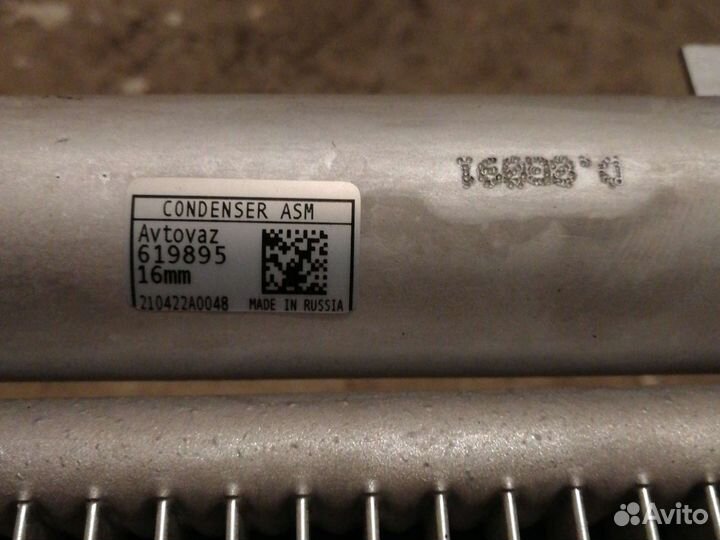 CONDENSER ASM
Avtovaz
619895
16mm
210422A0048 MADE IN RUSSIA
Avito